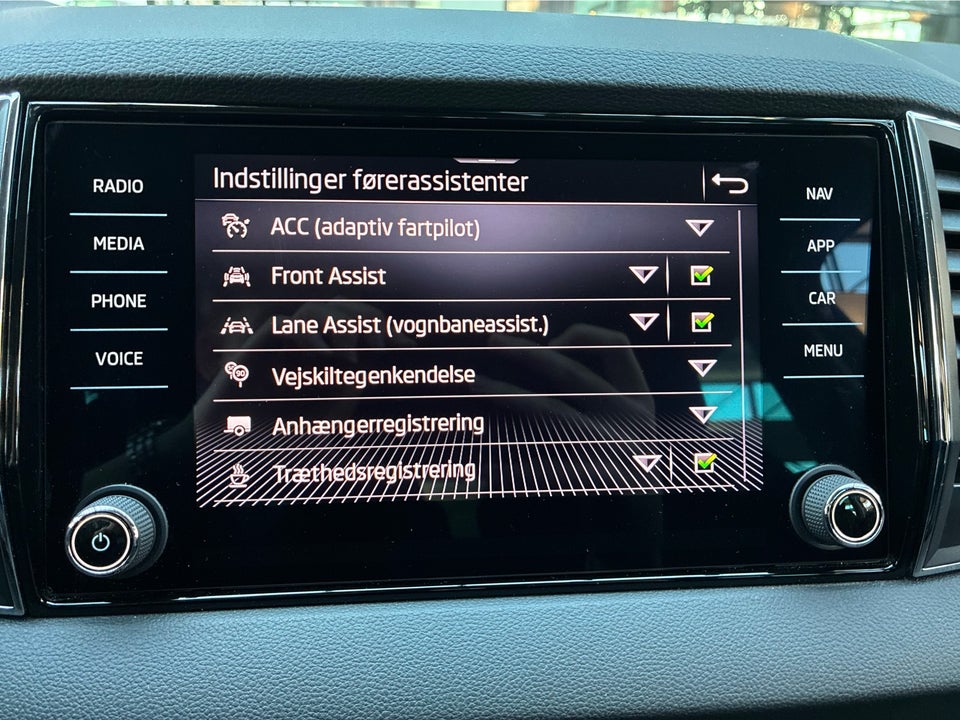 RADIO
MEDIA
PHONE
VOICE
Indstillinger førerassistenter
ACC (adaptiv fartpilot)
Front Assist
Lane Assist (vognbaneassist.)
Vejskiltegenkendelse
Anhængerregistrering
Træthedsregistrering
NAV
APP
CAR
MENU